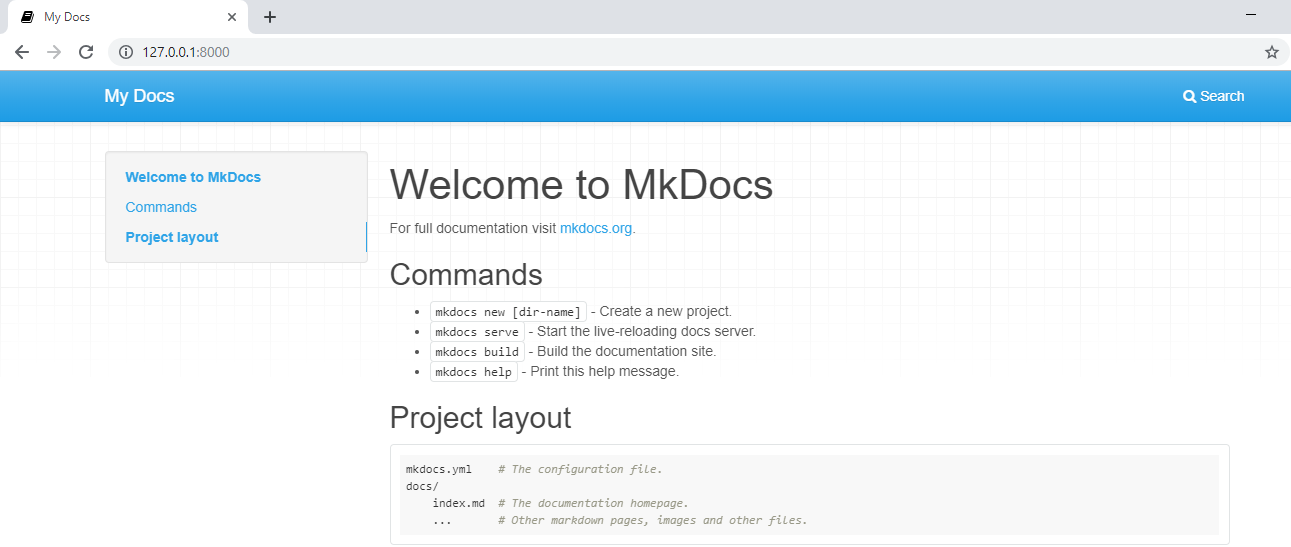 My Docs
127.0.0.1:8000
My Docs
Search
Welcome to MkDocs
Commands
Project layout
Welcome to MkDocs
For full documentation visit mkdocs.org.
Commands
mkdocs new [dir-name] - Create a new project.
mkdocs serve - Start the live-reloading docs server.
mkdocs build - Build the documentation site.
mkdocs help - Print this help message.
Project layout
mkdocs.yml    # The configuration file.
docs/
    index.md  # The documentation homepage.
    ...       # Other markdown pages, images and other files.